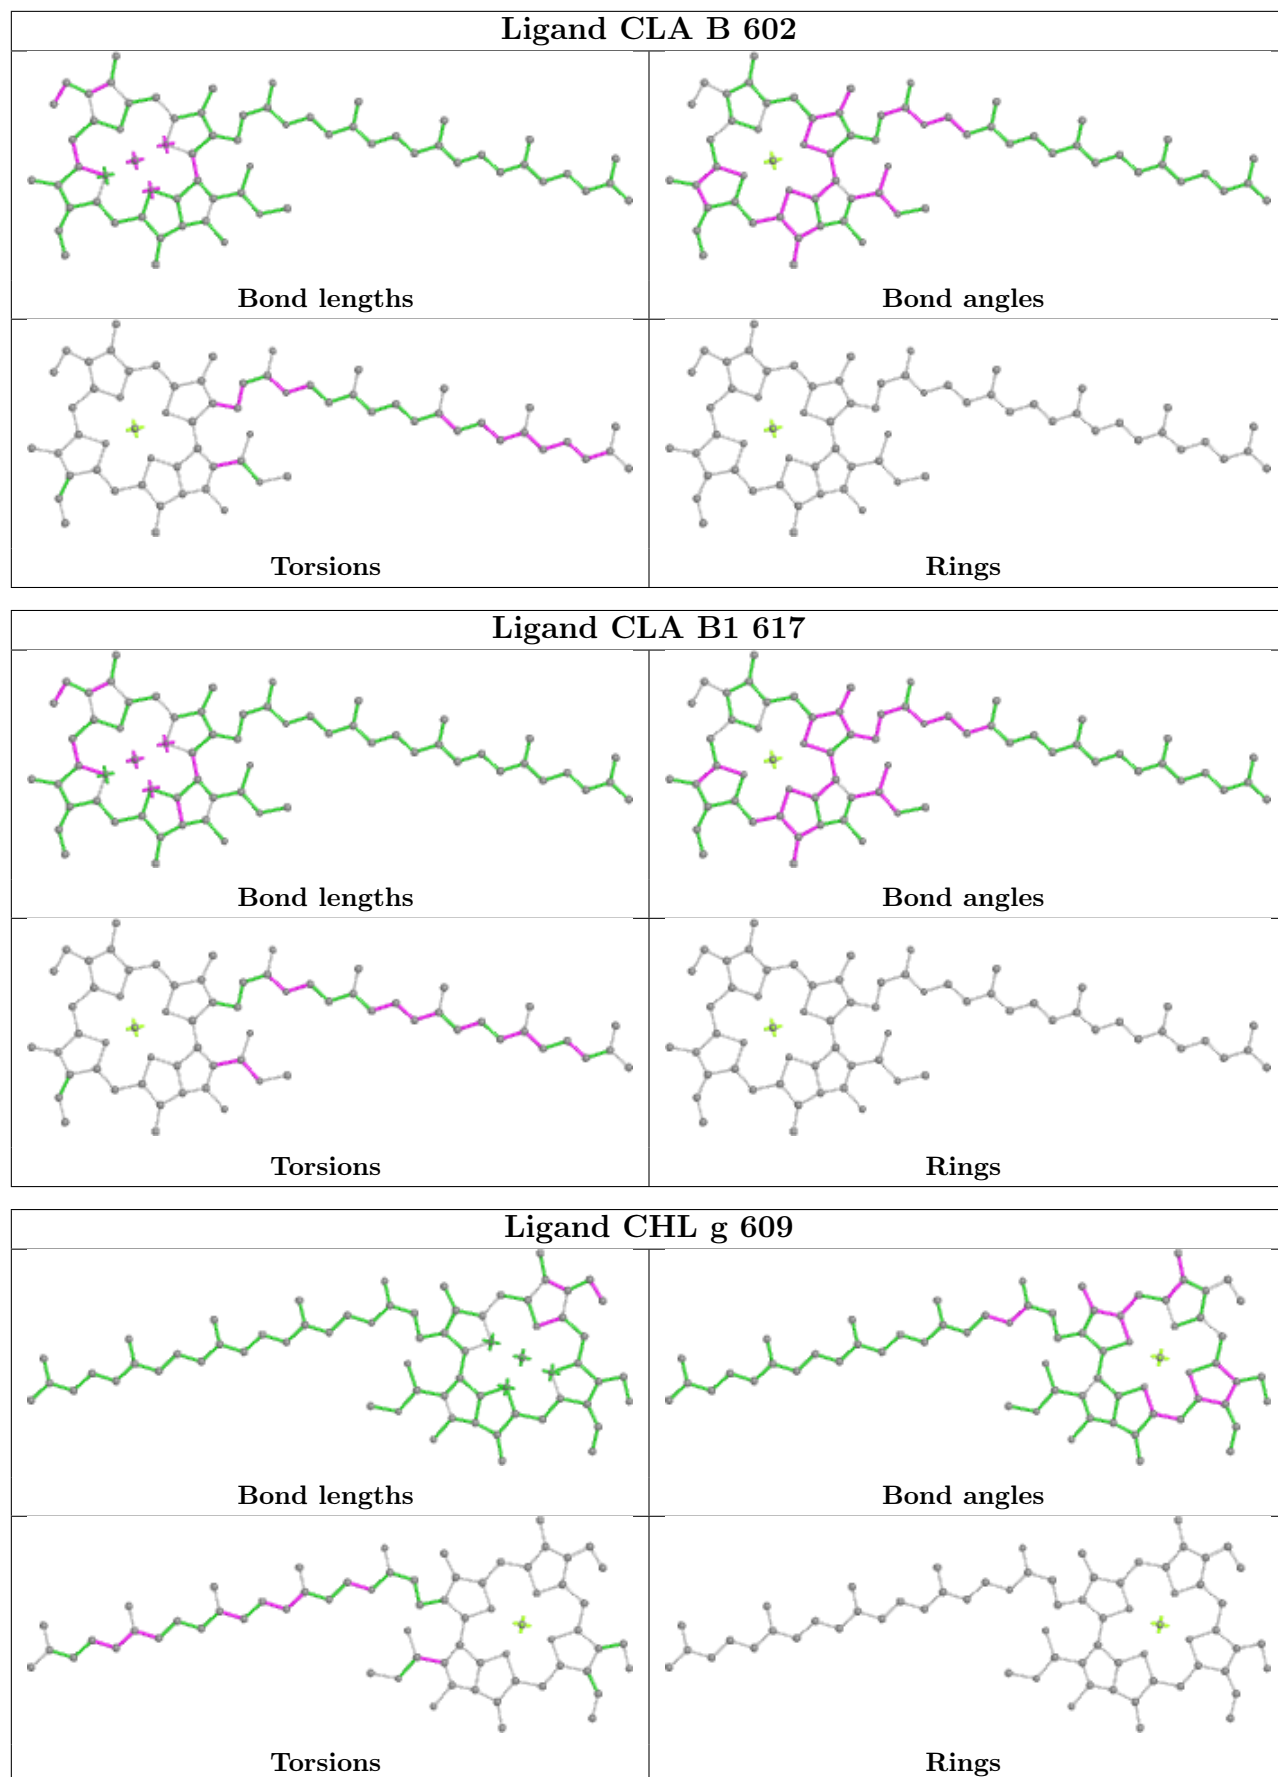 Ligand CLA B 602
Bond lengths
Bond angles
Torsions
Rings
Ligand CLA B1 617
Bond lengths
Bond angles
Torsions
Rings
Ligand CHL g 609
Bond lengths
Bond angles
Torsions
Rings